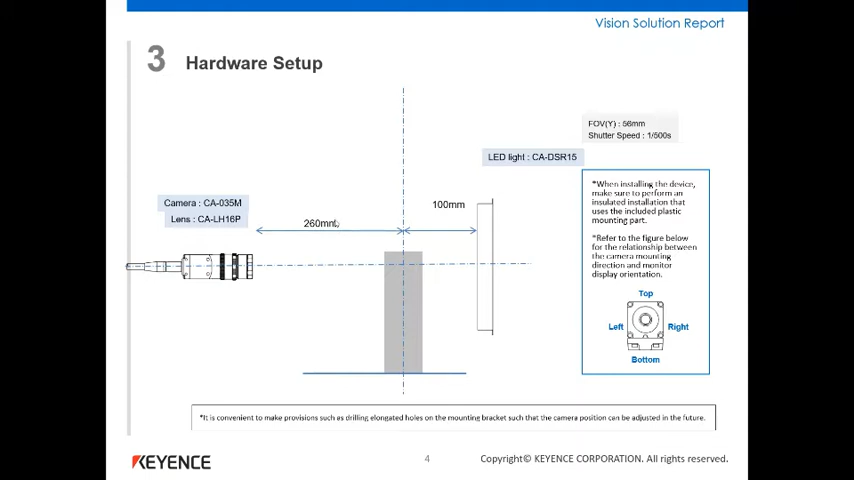 Vision Solution Report
3 Hardware Setup
FOV(Y) : 56mm
Shutter Speed : 1/500s
LED light : CA-DSR15
Camera : CA-035M
Lens : CA-LH16P
260mm
100mm
*When installing the device,
make sure to perform an
insulated installation that
uses the included plastic
mounting part.
*Refer to the figure below
for the relationship between
the camera mounting
direction and monitor
display orientation.
Top
Left
Right
Bottom
*It is convenient to make provisions such as drilling elongated holes on the mounting bracket such that the camera position can be adjusted in the future.
KEYENCE
4
Copyright© KEYENCE CORPORATION. All rights reserved.